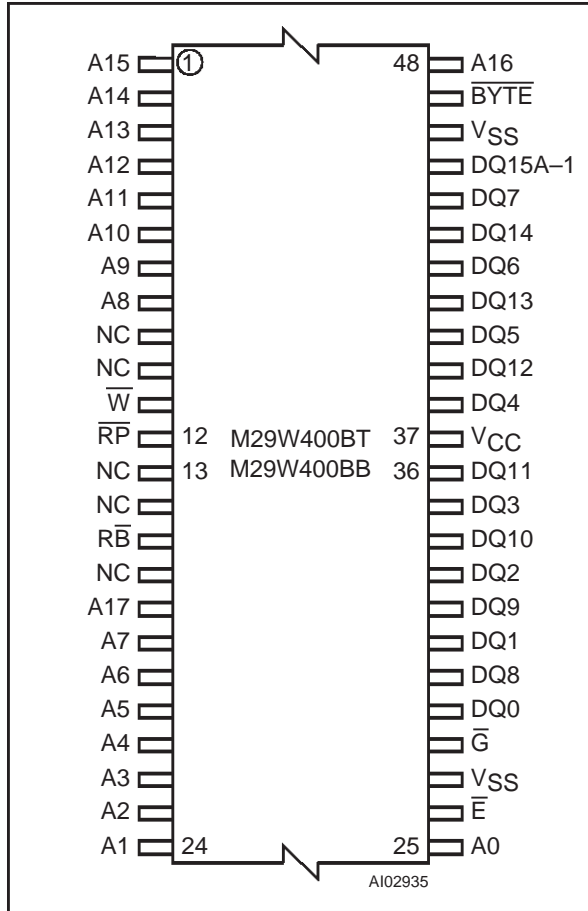 A15 ① 48 A16
A14 B̅Y̅T̅E̅
A13 VSS
A12 DQ15A–1
A11 DQ7
A10 DQ14
A9 DQ6
A8 DQ13
NC DQ5
NC DQ12
W̅ DQ4
R̅P̅ 12 M29W400BT 37 VCC
NC 13 M29W400BB 36 DQ11
NC DQ3
RB̅ DQ10
NC DQ2
A17 DQ9
A7 DQ1
A6 DQ8
A5 DQ0
A4 G̅
A3 VSS
A2 E̅
A1 24 25 A0
AI02935